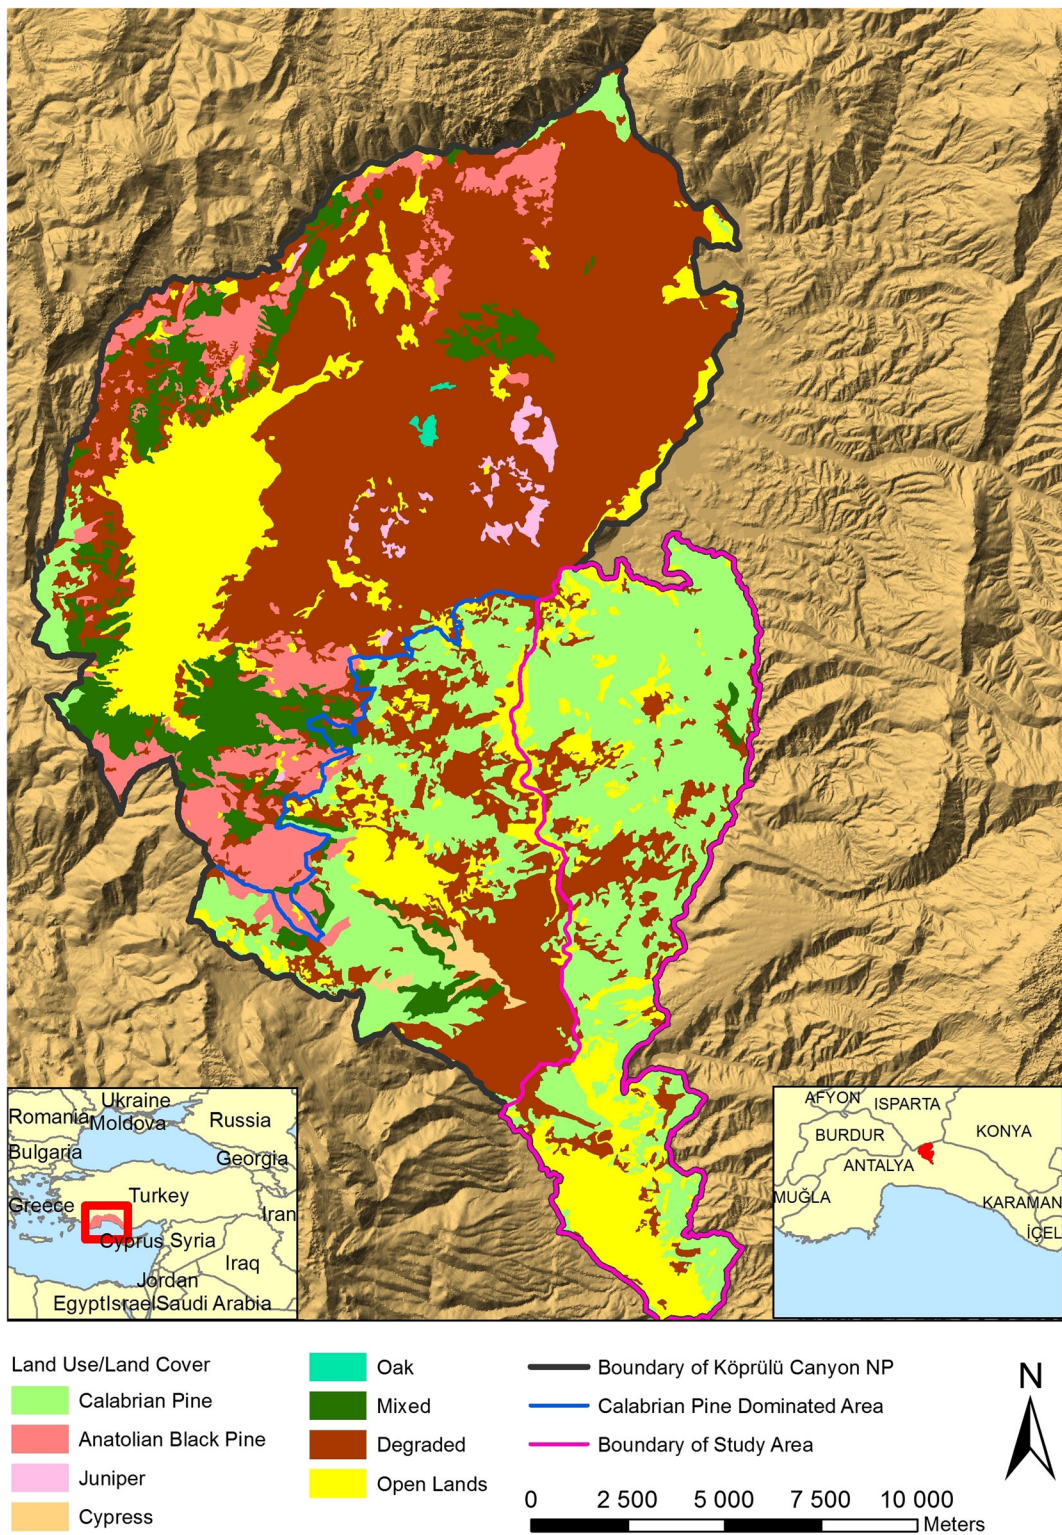 Ukraine
Romania
Moldova
Russia
Bulgaria
Georgia
Greece
Turkey
Iran
Cyprus
Syria
Iraq
Jordan
Egypt
Israel
Saudi Arabia
AFYON
ISPARTA
BURDUR
KONYA
ANTALYA
MUĞLA
KARAMAN
İÇEL
Land Use/Land Cover
Calabrian Pine
Anatolian Black Pine
Juniper
Cypress
Oak
Mixed
Degraded
Open Lands
Boundary of Köprülü Canyon NP
Calabrian Pine Dominated Area
Boundary of Study Area
N
0 2 500 5 000 7 500 10 000
Meters